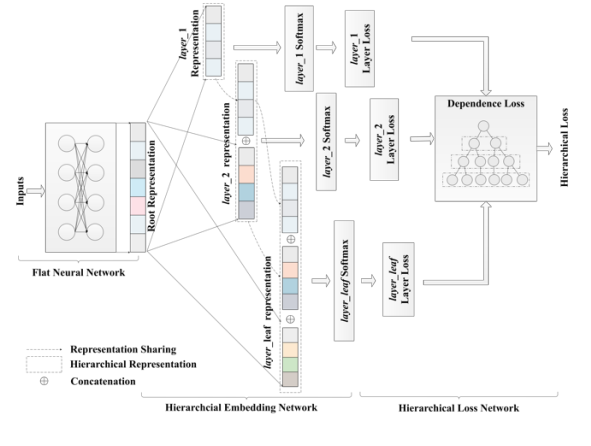 layer_1
Representation
layer_1 Softmax
layer_1
Layer Loss
layer_2 representation
layer_2 Softmax
layer_2
Layer Loss
Dependence Loss
Hierarchical Loss
Inputs
Root Representation
Flat Neural Network
layer_leaf representation
layer_leaf Softmax
layer_leaf
Layer Loss
Representation Sharing
Hierarchical Representation
Concatenation
Hierarchcial Embedding Network
Hierarchical Loss Network